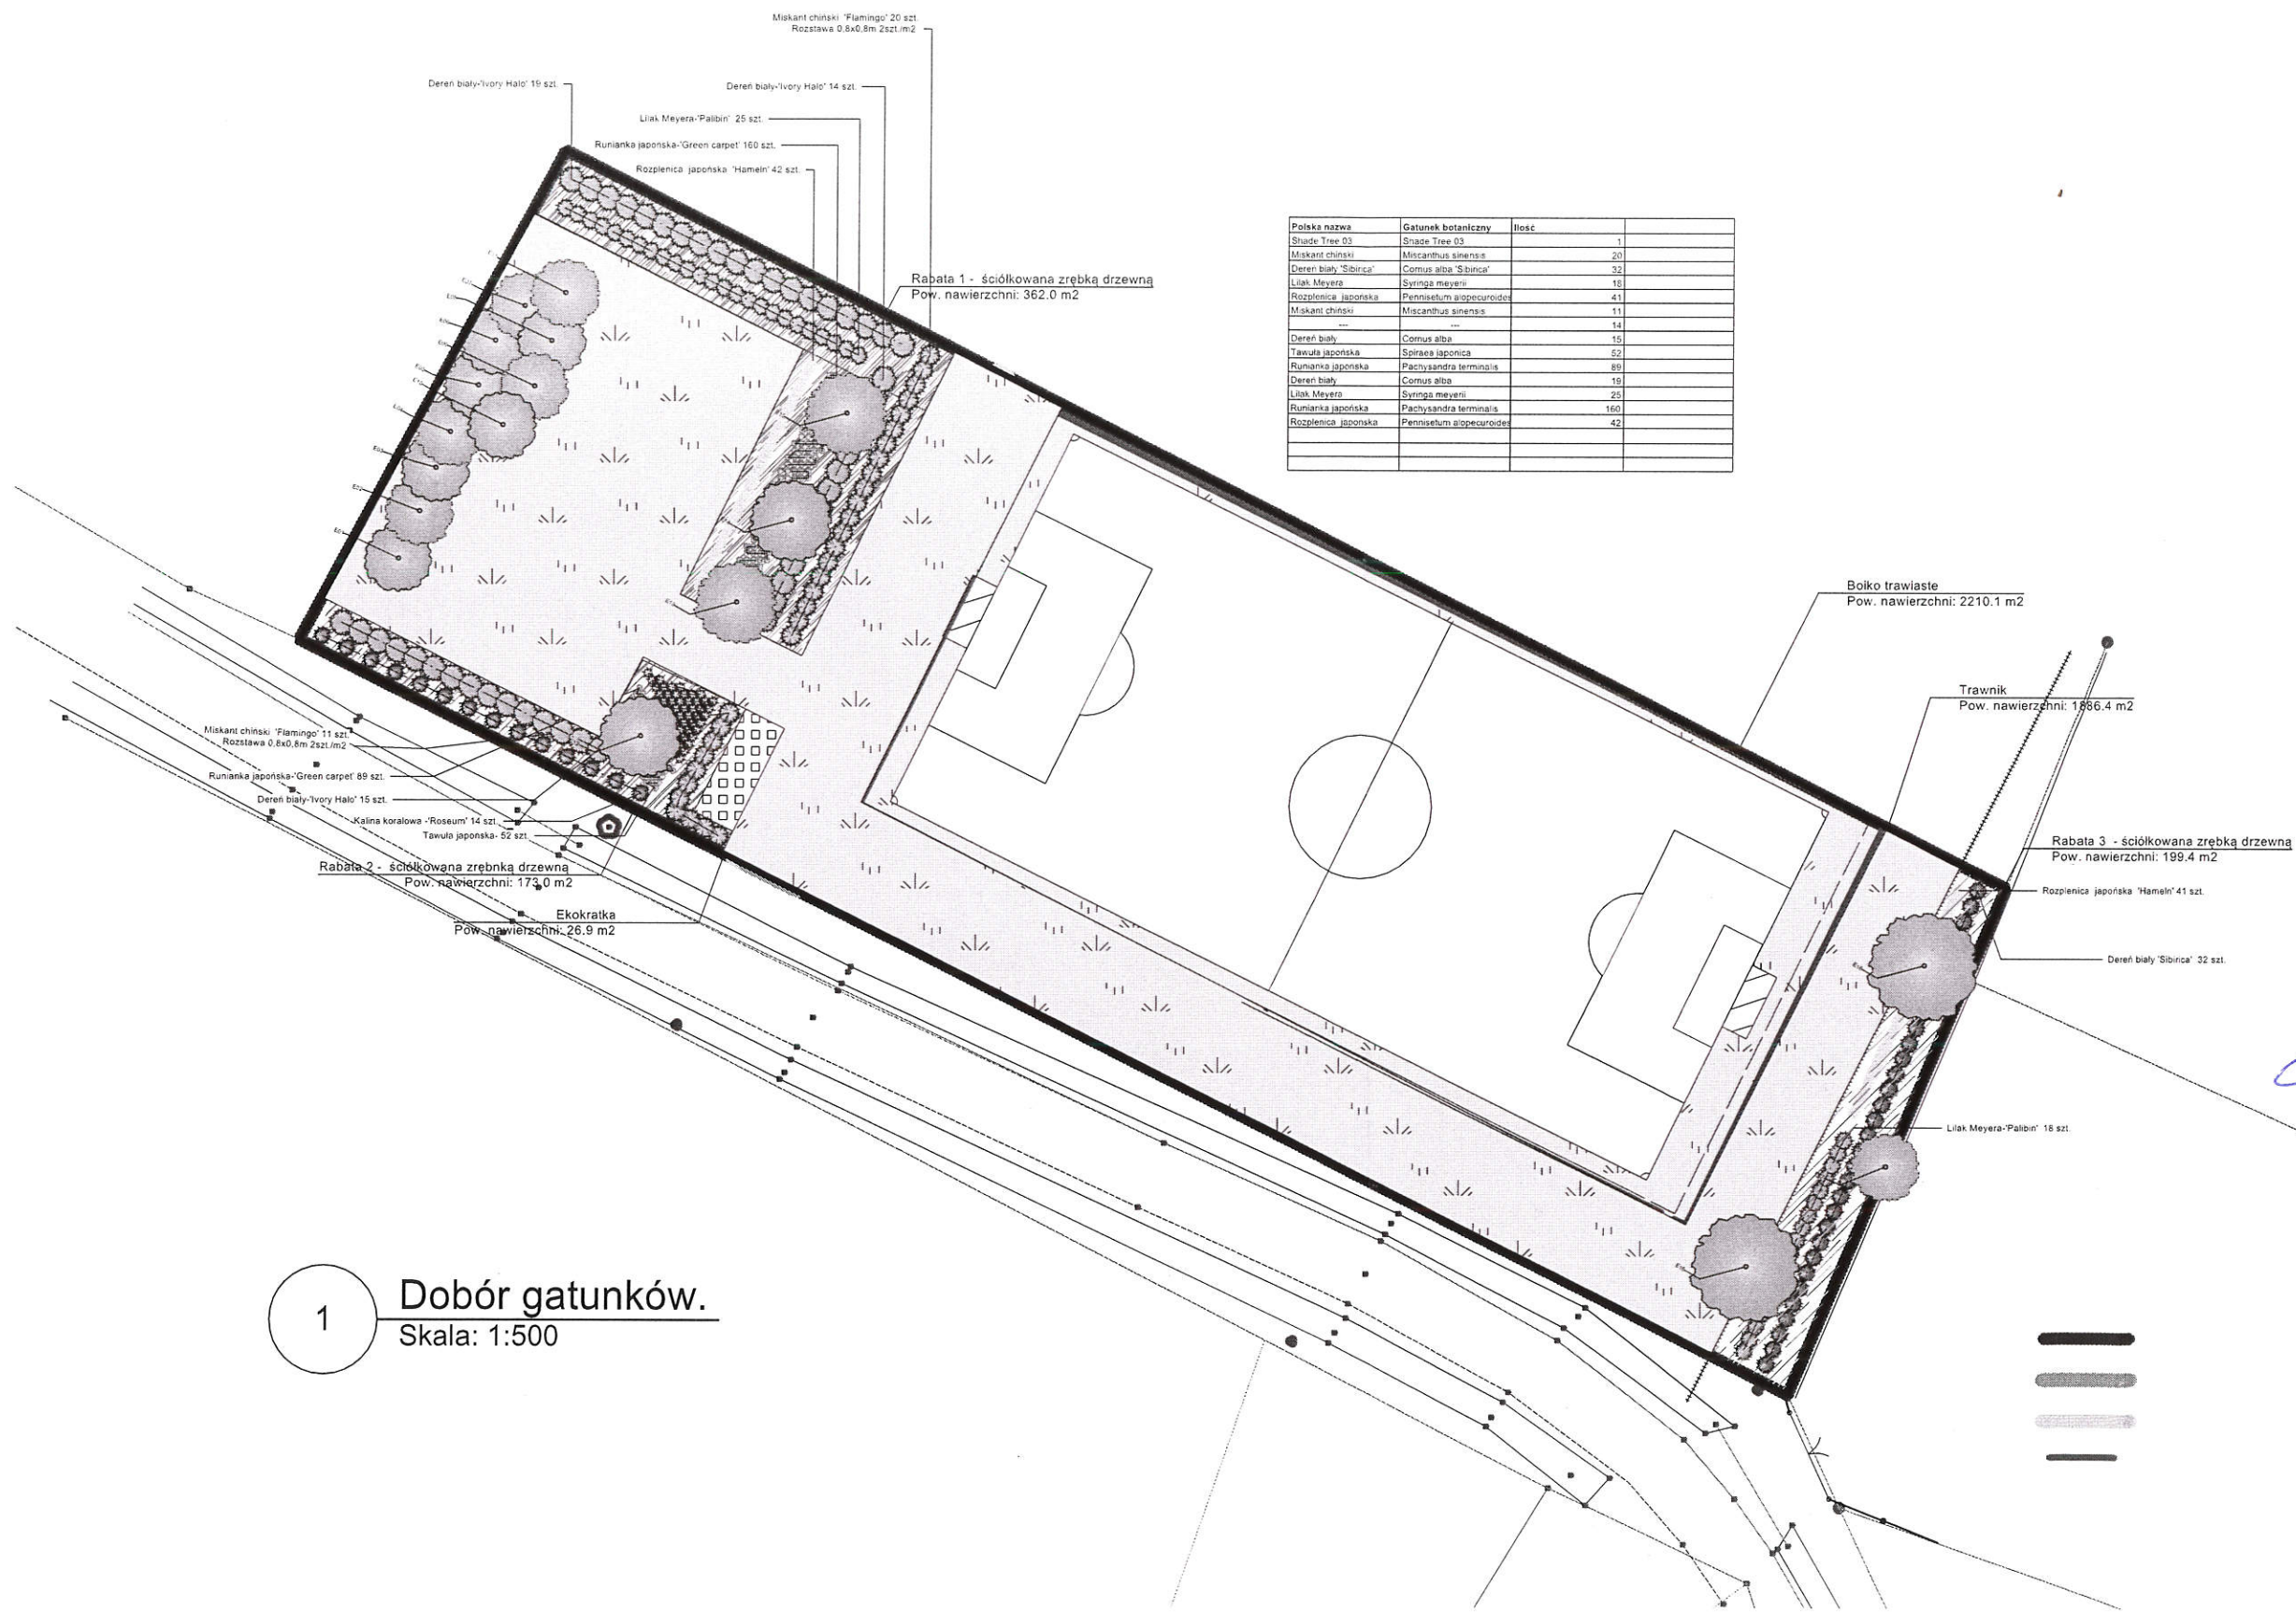 Miskant chiński 'Flamingo' 20 szt.
Rozstawa 0,8x0,8m 2szt./m2
Dereń biały-'Ivory Halo' 19 szt.
Dereń biały-'Ivory Halo' 14 szt.
Lilak Meyera-'Palibin' 25 szt.
Runianka japońska-'Green carpet' 160 szt.
Rozplenica japońska 'Hameln' 42 szt.
Rabata 1 - ściółkowana zrębką drzewną
Pow. nawierzchni: 362.0 m2
Polska nazwa Gatunek botaniczny Ilość
Shade Tree 03 Shade Tree 03 1
Miskant chiński Miscanthus sinensis 20
Dereń biały 'Sibirica' Cornus alba 'Sibirica' 32
Lilak Meyera Syringa meyerii 18
Rozplenica japońska Pennisetum alopecuroides 41
Miskant chiński Miscanthus sinensis 11
--- --- 14
Dereń biały Cornus alba 15
Tawuła japońska Spiraea japonica 52
Runianka japońska Pachysandra terminalis 89
Dereń biały Cornus alba 19
Lilak Meyera Syringa meyerii 25
Runianka japońska Pachysandra terminalis 160
Rozplenica japonska Pennisetum alopecuroides 42
Boiko trawiaste
Pow. nawierzchni: 2210.1 m2
Trawnik
Pow. nawierzchni: 1886.4 m2
Miskant chiński 'Flamingo' 11 szt.
Rozstawa 0,8x0,8m 2szt./m2
Runianka japońska-'Green carpet' 89 szt.
Dereń biały-'Ivory Halo' 15 szt.
Kalina koralowa -'Roseum' 14 szt.
Tawuła japońska- 52 szt.
Rabata 2 - ściółkowana zrębnką drzewną
Pow. nawierzchni: 173.0 m2
Ekokratka
Pow. nawierzchni: 26.9 m2
Rabata 3 - ściółkowana zrębką drzewną
Pow. nawierzchni: 199.4 m2
Rozplenica japońska 'Hameln' 41 szt.
Dereń biały 'Sibirica' 32 szt.
Lilak Meyera-'Palibin' 18 szt.
1
Dobór gatunków.
Skala: 1:500